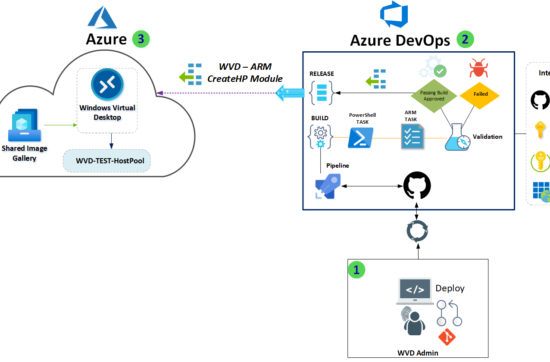 Azure 3
Azure DevOps 2
WVD – ARM
CreateHP Module
Windows Virtual
Desktop
Shared Image
Gallery
WVD-TEST-HostPool
RELEASE
Passing Build
Approved
Failed
BUILD
PowerShell
TASK
ARM
TASK
Validation
Pipeline
Inte
1
</>
Deploy
WVD Admin